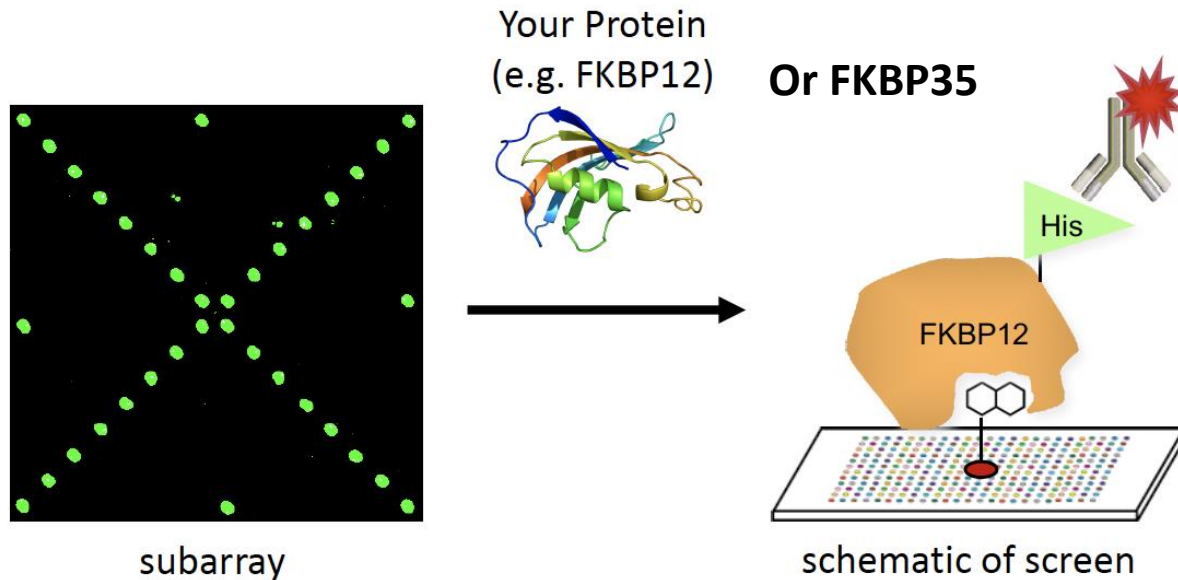 Your Protein
(e.g. FKBP12)
Or FKBP35
His
FKBP12
subarray
schematic of screen